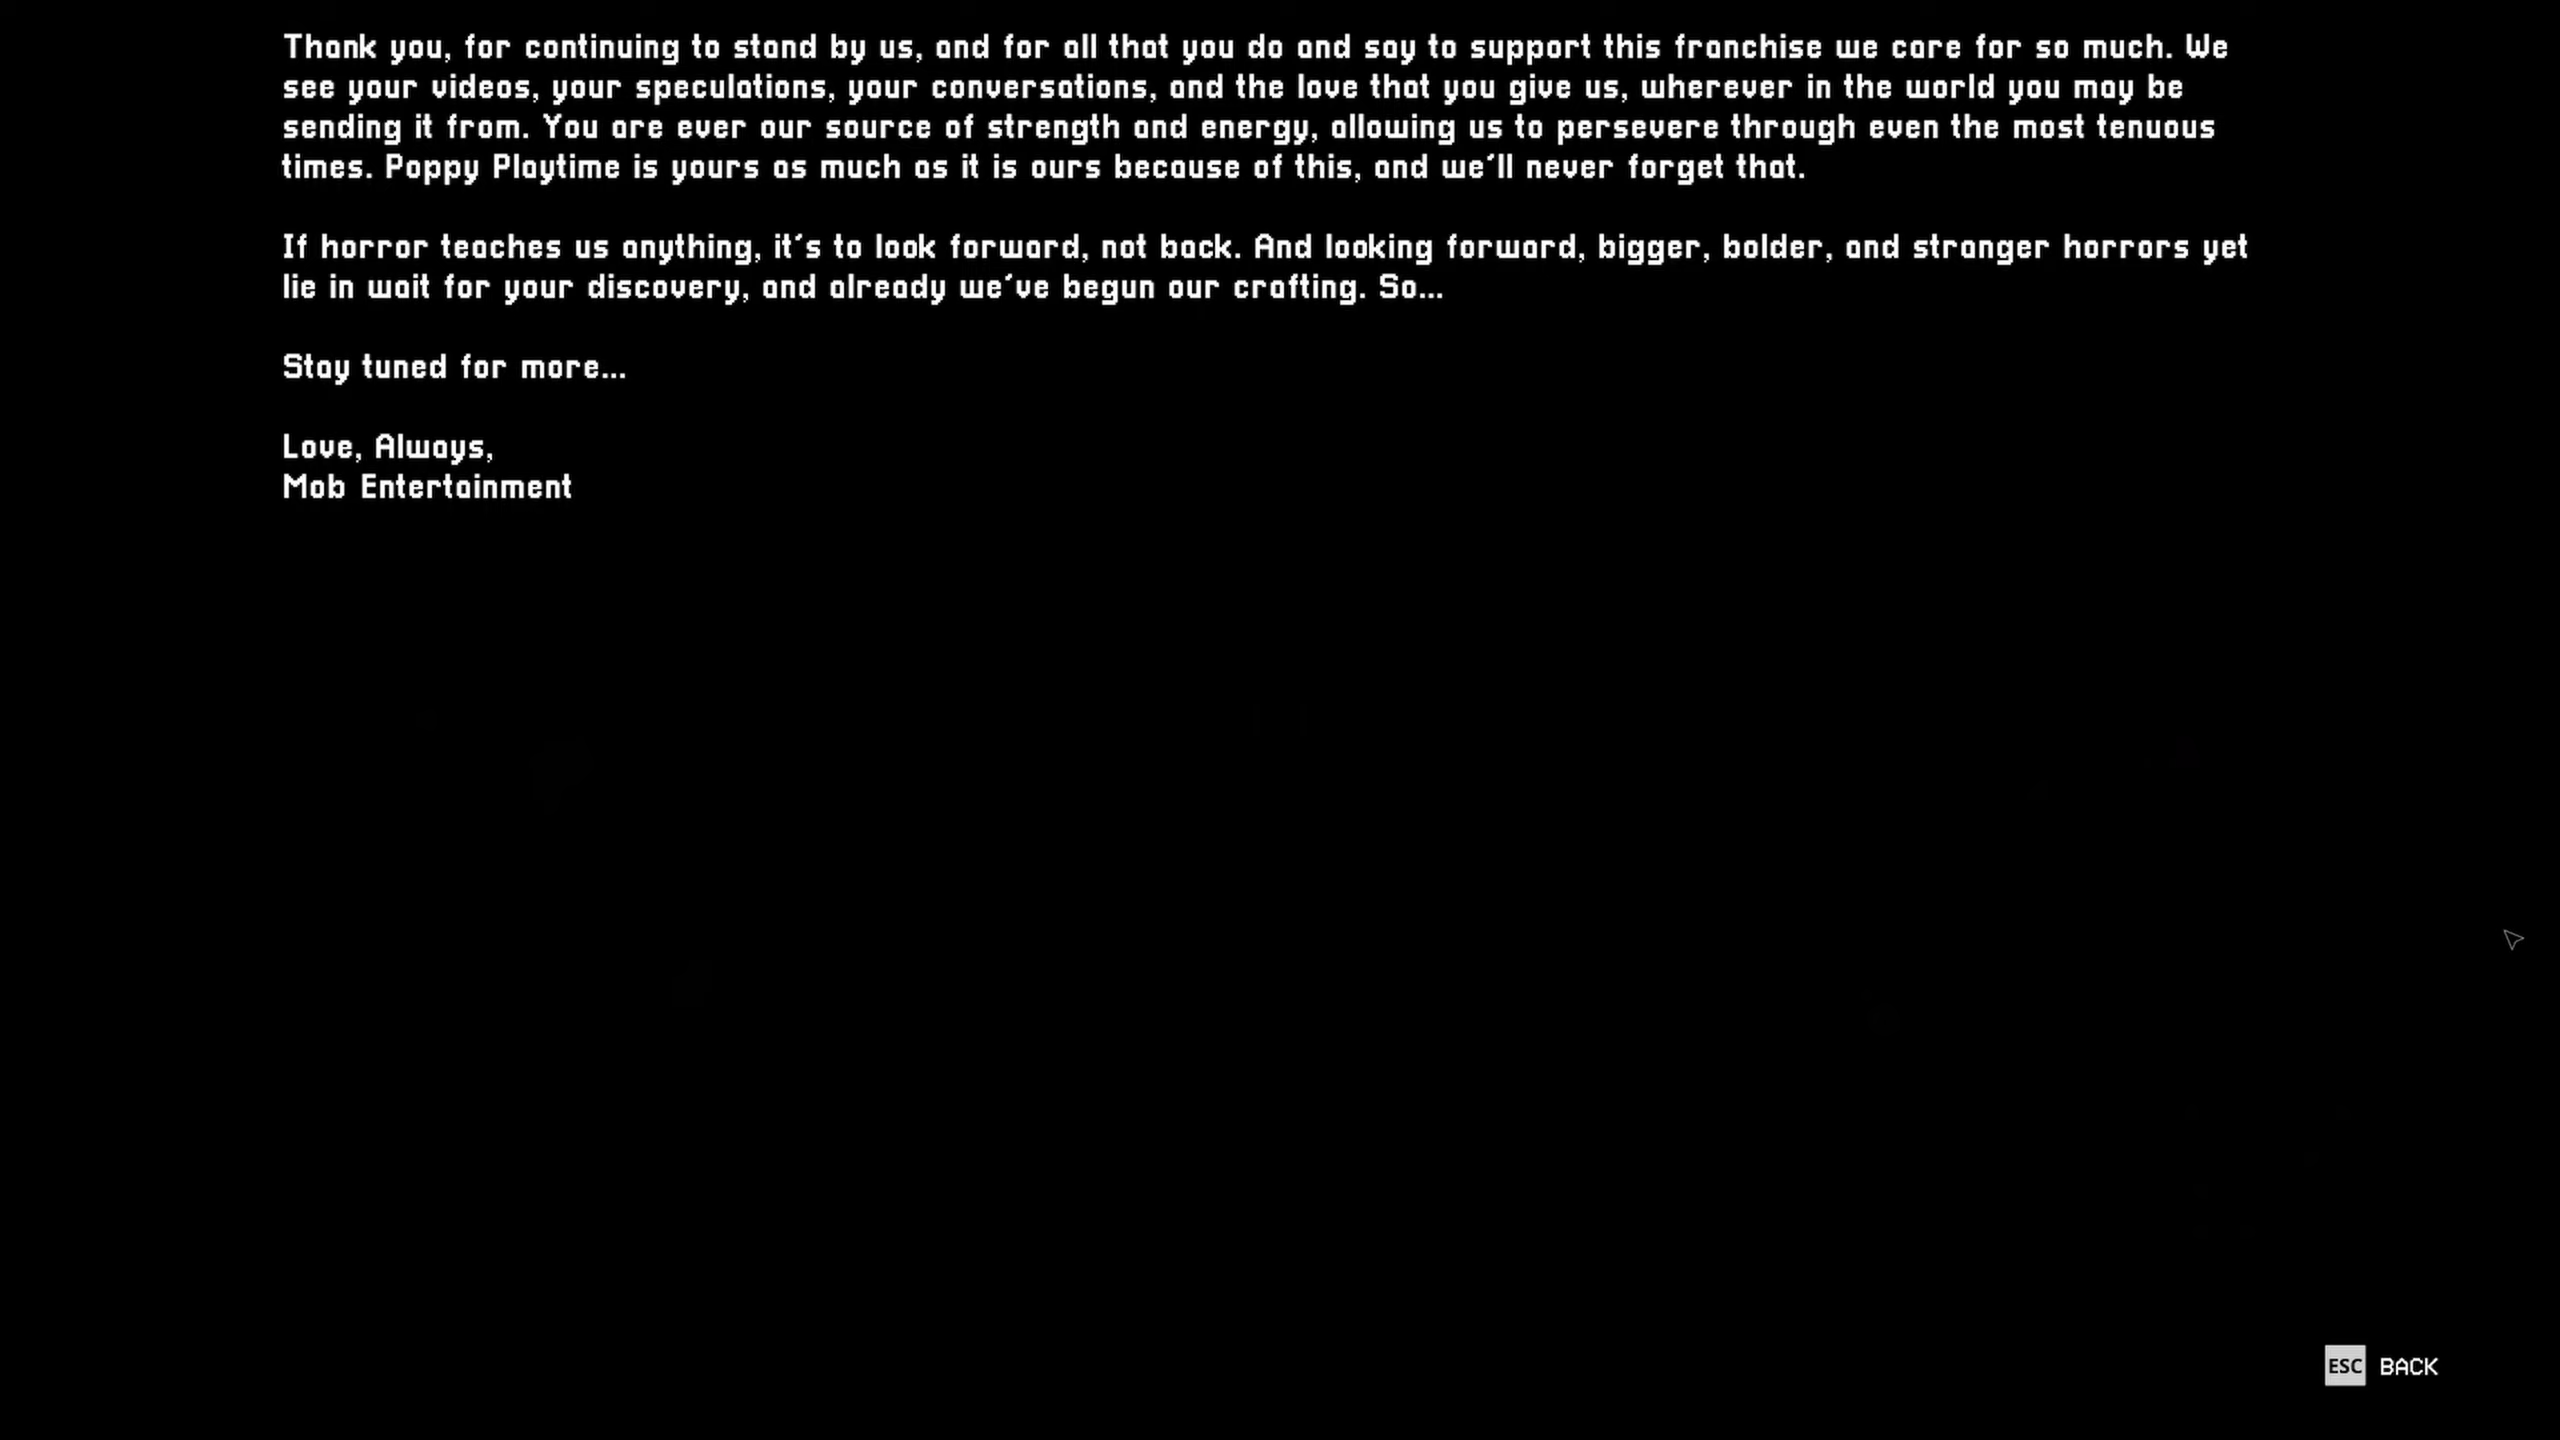 Thank you, for continuing to stand by us, and for all that you do and say to support this franchise we care for so much. We
see your videos, your speculations, your conversations, and the love that you give us, wherever in the world you may be
sending it from. You are ever our source of strength and energy, allowing us to persevere through even the most tenuous
times. Poppy Playtime is yours as much as it is ours because of this, and we'll never forget that.
If horror teaches us anything, it's to look forward, not back. And looking forward, bigger, bolder, and stranger horrors yet
lie in wait for your discovery, and already we've begun our crafting. So...
Stay tuned for more...
Love, Always,
Mob Entertainment
ESC BACK